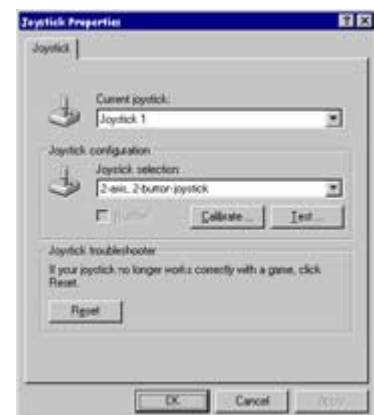 Joystick Properties
Joystick
Current joystick:
Joystick 1
Joystick configuration
Joystick selection:
2-axis, 2-button joystick
Rudder
Calibrate...
Test...
Joystick troubleshooter
If your joystick no longer works correctly with a game, click
Reset.
Reset
OK
Cancel
Apply